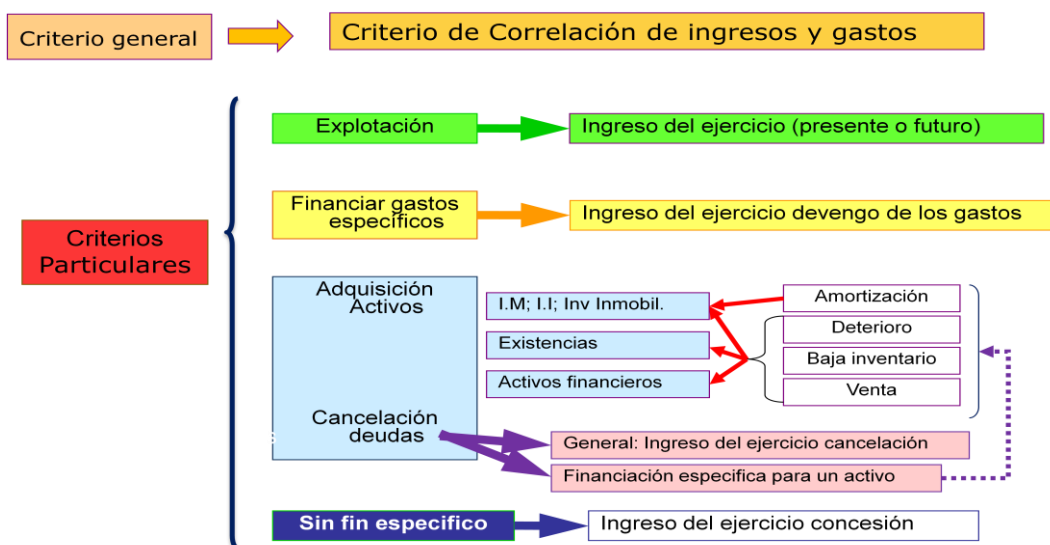 Criterio general
Criterio de Correlación de ingresos y gastos
Criterios
Particulares
Explotación
Ingreso del ejercicio (presente o futuro)
Financiar gastos
específicos
Ingreso del ejercicio devengo de los gastos
Adquisición
Activos
I.M; I.I; Inv Inmobil.
Existencias
Activos financieros
Amortización
Deterioro
Baja inventario
Venta
Cancelación
deudas
s
General: Ingreso del ejercicio cancelación
Financiación especifica para un activo
Sin fin especifico
Ingreso del ejercicio concesión